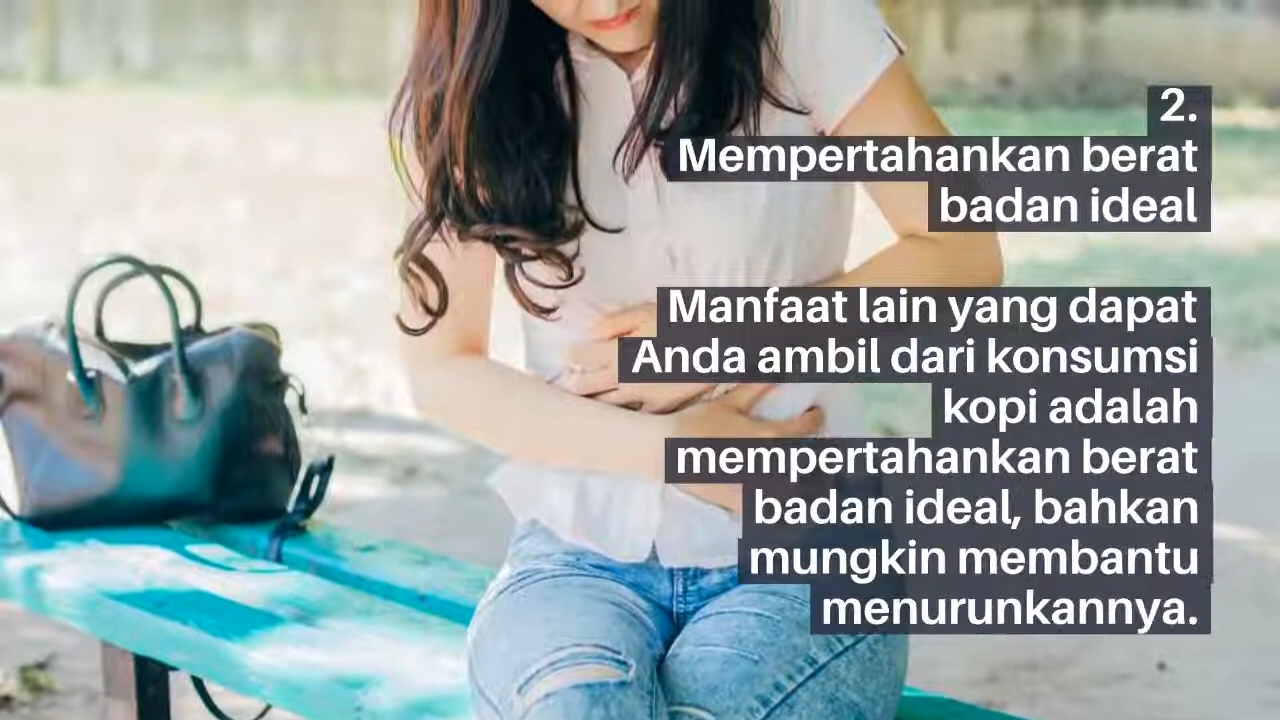 2.
Mempertahankan berat
badan ideal
Manfaat lain yang dapat
Anda ambil dari konsumsi
kopi adalah
mempertahankan berat
badan ideal, bahkan
mungkin membantu
menurunkannya.